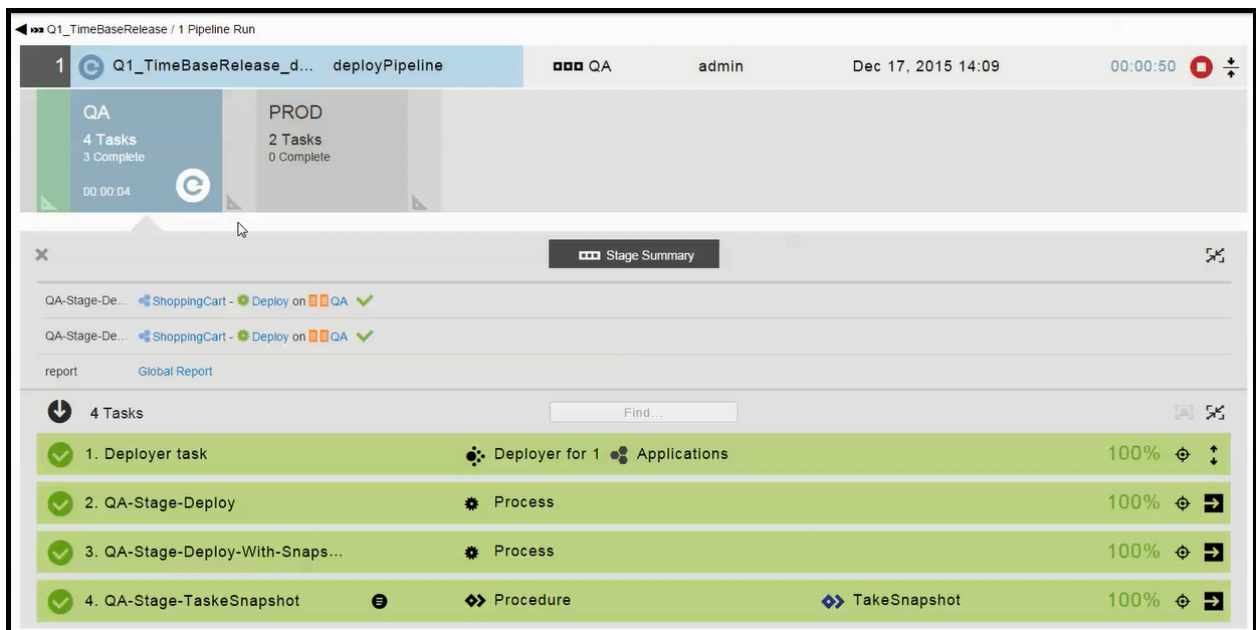 Q1_TimeBaseRelease / 1 Pipeline Run
1 Q1_TimeBaseRelease_d... deployPipeline QA admin Dec 17, 2015 14:09 00:00:50
QA PROD
4 Tasks 2 Tasks
3 Complete 0 Complete
00:00:04
Stage Summary
QA-Stage-De... ShoppingCart - Deploy on QA
QA-Stage-De... ShoppingCart - Deploy on QA
report Global Report
4 Tasks Find...
1. Deployer task Deployer for 1 Applications 100%
2. QA-Stage-Deploy Process 100%
3. QA-Stage-Deploy-With-Snaps... Process 100%
4. QA-Stage-TaskeSnapshot Procedure TakeSnapshot 100%